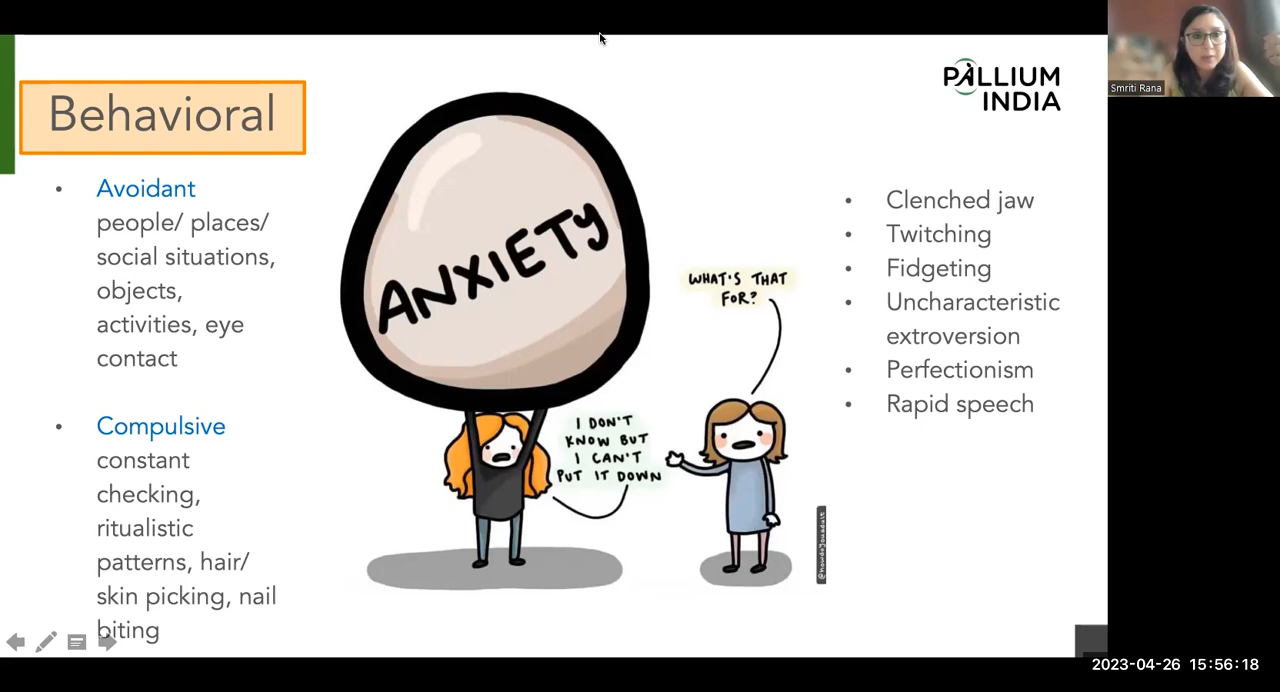 PALLIUM
INDIA
Smriti Rana
Behavioral
• Avoidant
people/ places/
social situations,
objects,
activities, eye
contact
• Compulsive
constant
checking,
ritualistic
patterns, hair/
skin picking, nail
biting
ANXIETY
WHAT'S THAT
FOR?
I DON'T
KNOW BUT
I CAN'T
PUT IT DOWN
@howdoyouadult
• Clenched jaw
• Twitching
• Fidgeting
• Uncharacteristic
extroversion
• Perfectionism
• Rapid speech
2023-04-26 15:56:18